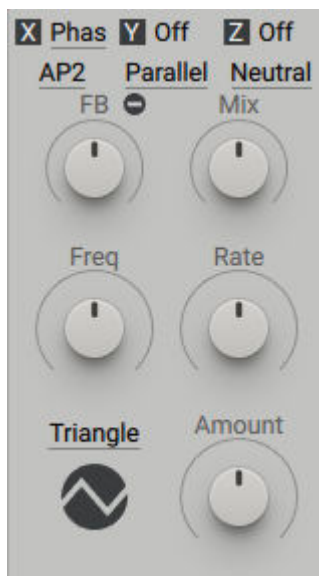 X Phas Y Off Z Off
AP2 Parallel Neutral
FB Mix
Freq Rate
Triangle Amount